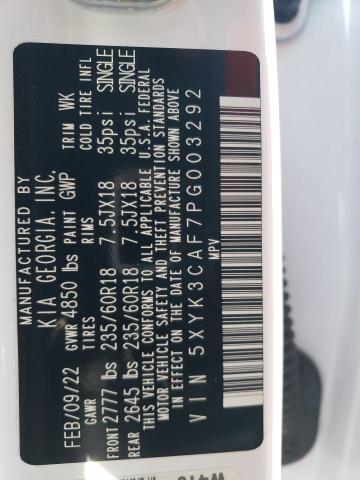 MANUFACTURED BY
KIA GEORGIA, INC.
FEB/09/22 GVWR 4850 lbs PAINT GWP TRIM WK
GAWR TIRES RIMS COLD TIRE INFL
FRONT 2777 lbs 235/60R18 7.5JX18 35psi SINGLE
REAR 2645 lbs 235/60R18 7.5JX18 35psi SINGLE
THIS VEHICLE CONFORMS TO ALL APPLICABLE U.S.A. FEDERAL
MOTOR VEHICLE SAFETY AND THEFT PREVENTION STANDARDS
IN EFFECT ON THE DATE OF MANUFACTURE SHOWN ABOVE
VIN 5XYK3CAF7PG003292
MPV